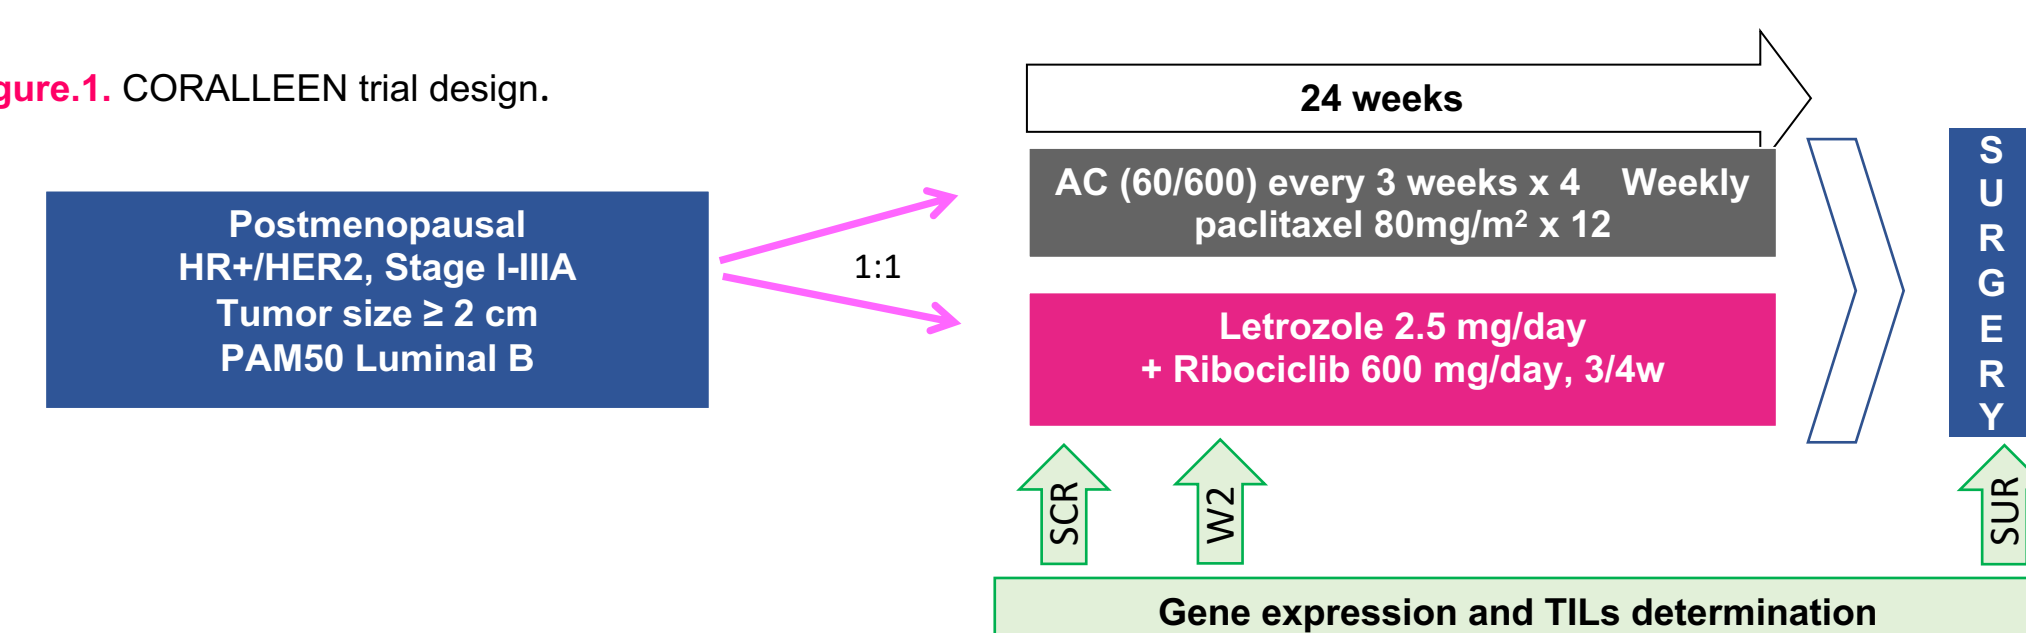 gure.1. CORALLEEN trial design.
24 weeks
Postmenopausal
HR+/HER2, Stage I-IIIA
Tumor size ≥ 2 cm
PAM50 Luminal B
1:1
AC (60/600) every 3 weeks x 4 Weekly
paclitaxel 80mg/m² x 12
Letrozole 2.5 mg/day
+ Ribociclib 600 mg/day, 3/4w
S
U
R
G
E
R
Y
SCR
W2
SUR
Gene expression and TILs determination